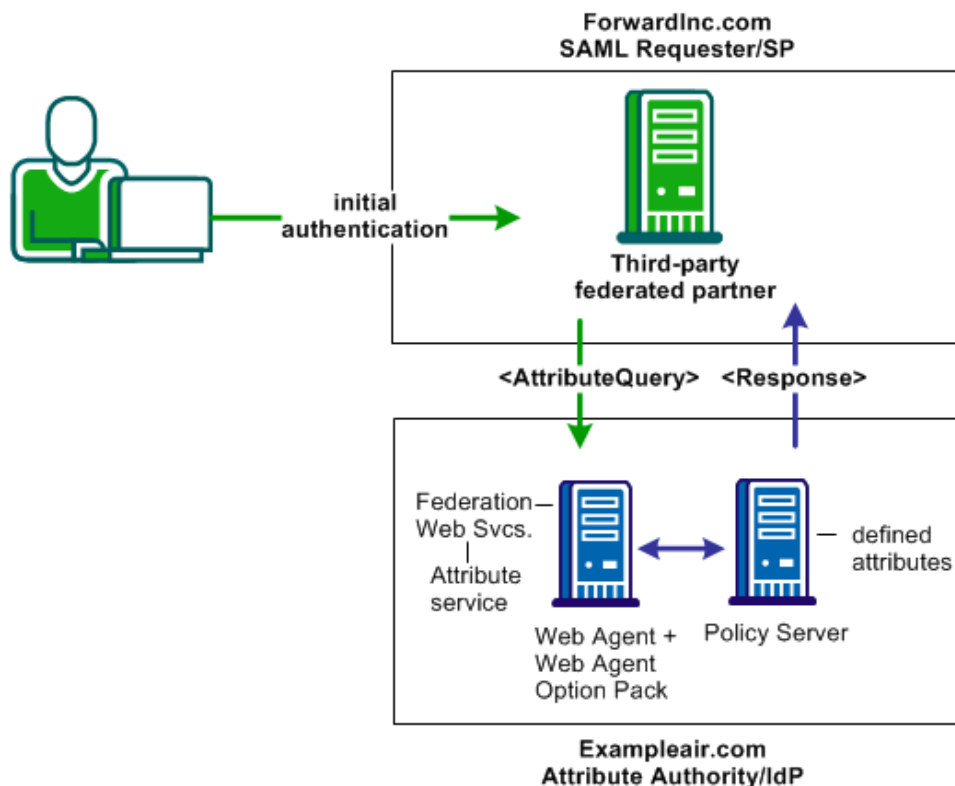 ForwardInc.com
SAML Requester/SP
initial
authentication
Third-party
federated partner
<AttributeQuery>
<Response>
Federation
Web Svcs.
Attribute
service
defined
attributes
Web Agent +
Web Agent
Option Pack
Policy Server
Exampleair.com
Attribute Authority/IdP